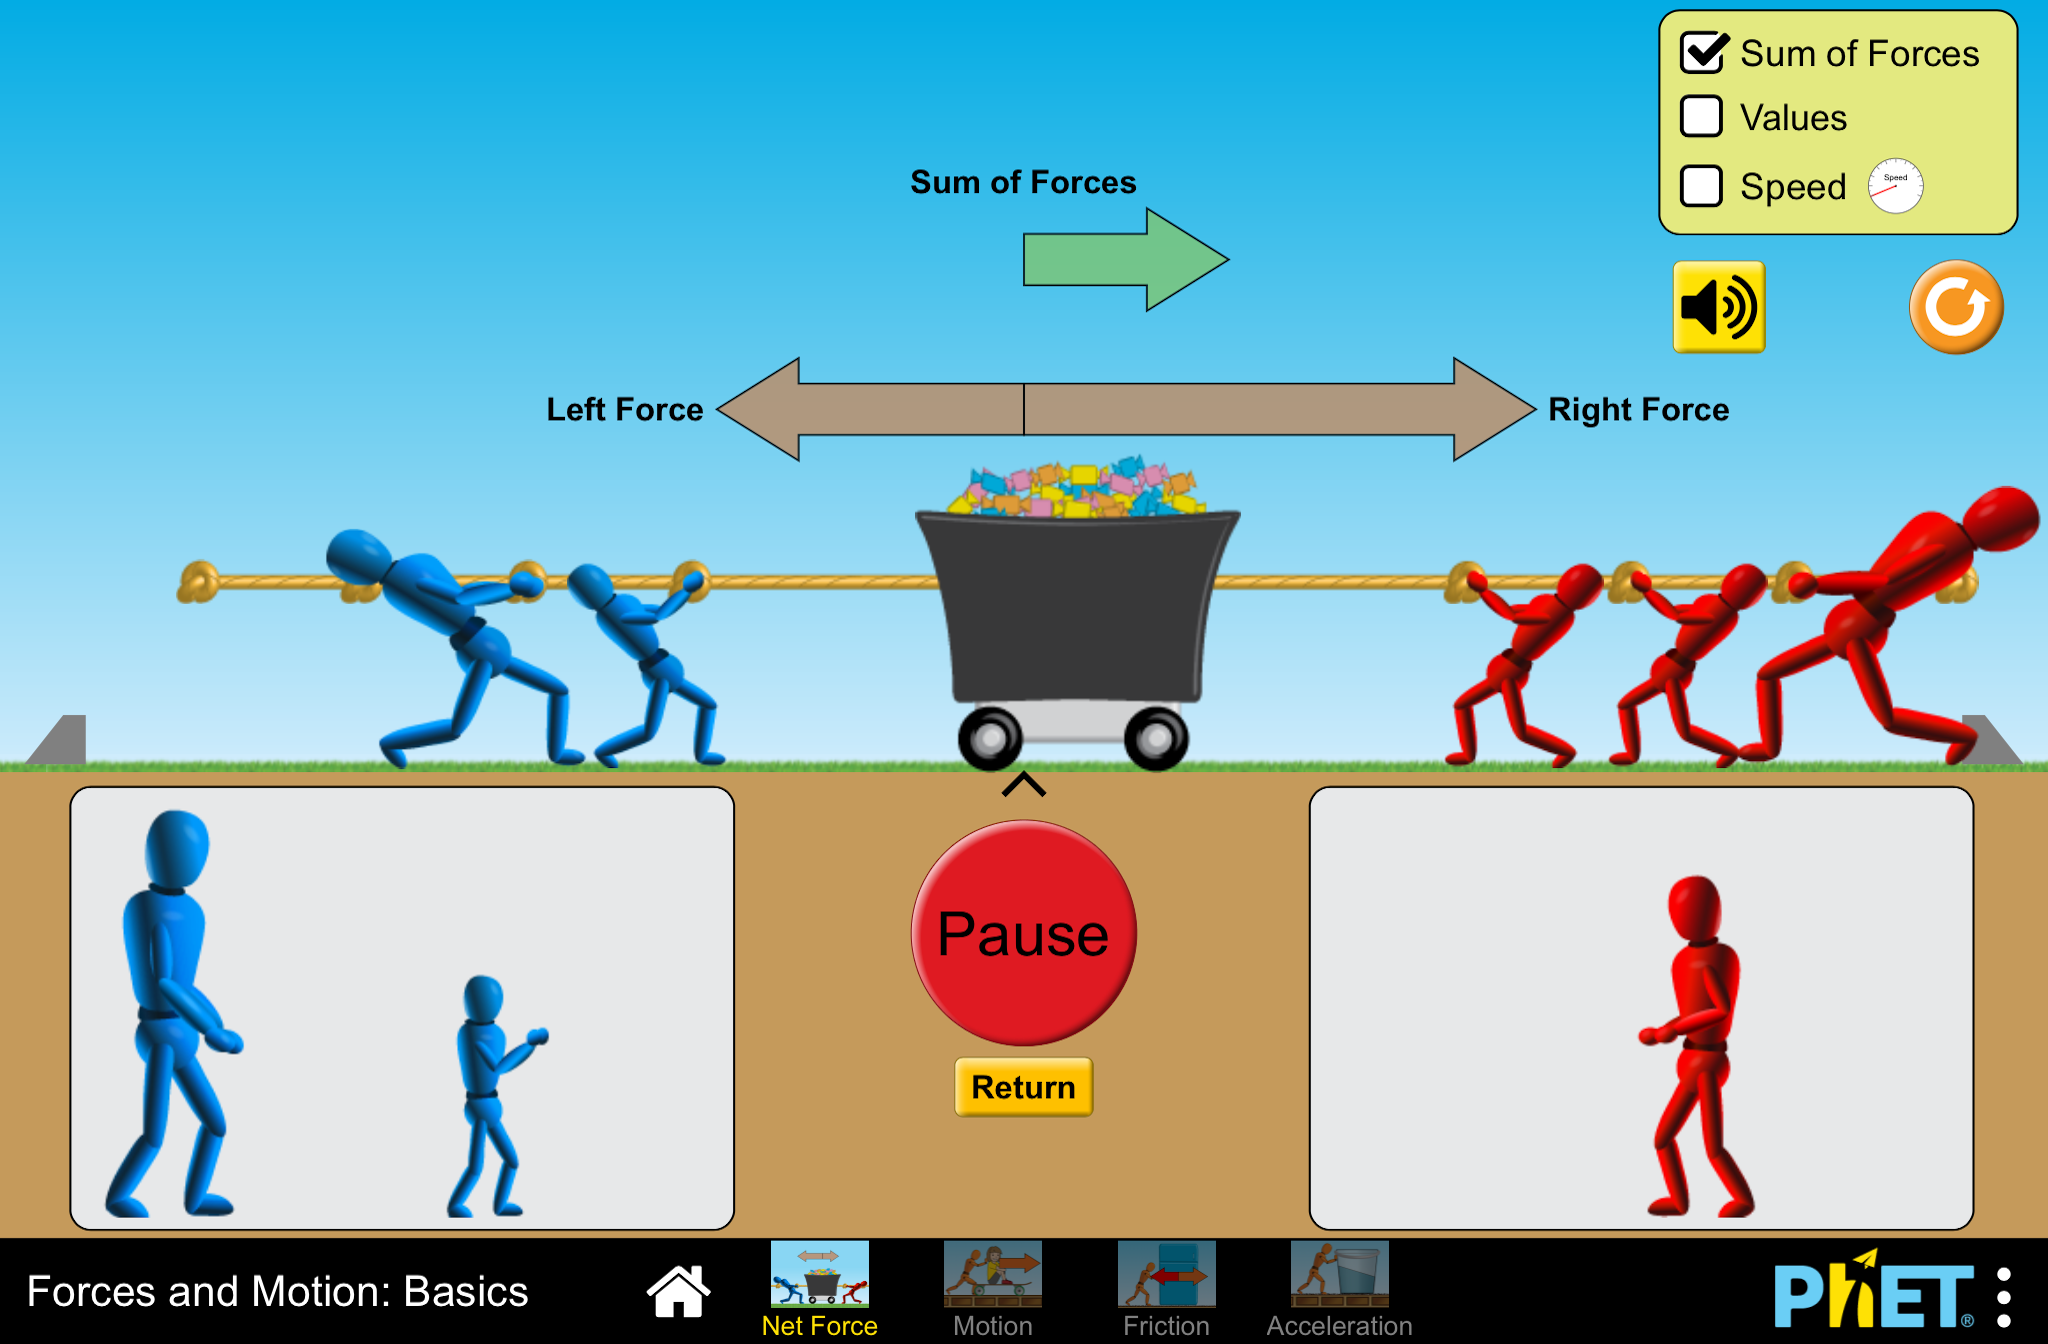 Sum of Forces
Values
Speed
Speed
Sum of Forces
Left Force
Right Force
Pause
Return
Forces and Motion: Basics
Net Force
Motion
Friction
Acceleration
PhET®